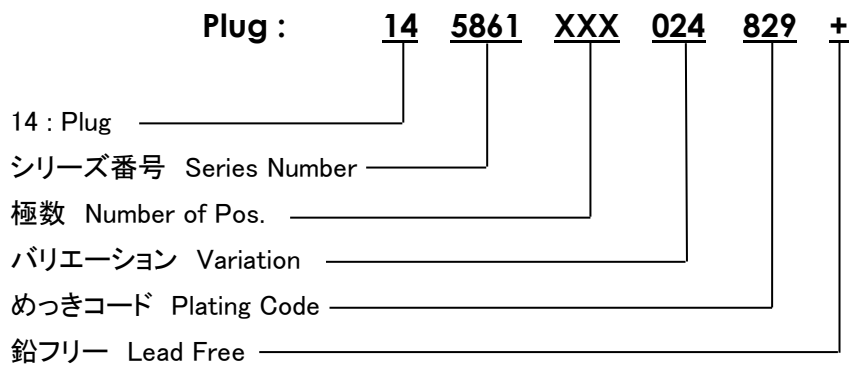 Plug : 14 5861 XXX 024 829 +
14 : Plug
シリーズ番号 Series Number
極数 Number of Pos.
バリエーション Variation
めっきコード Plating Code
鉛フリー Lead Free